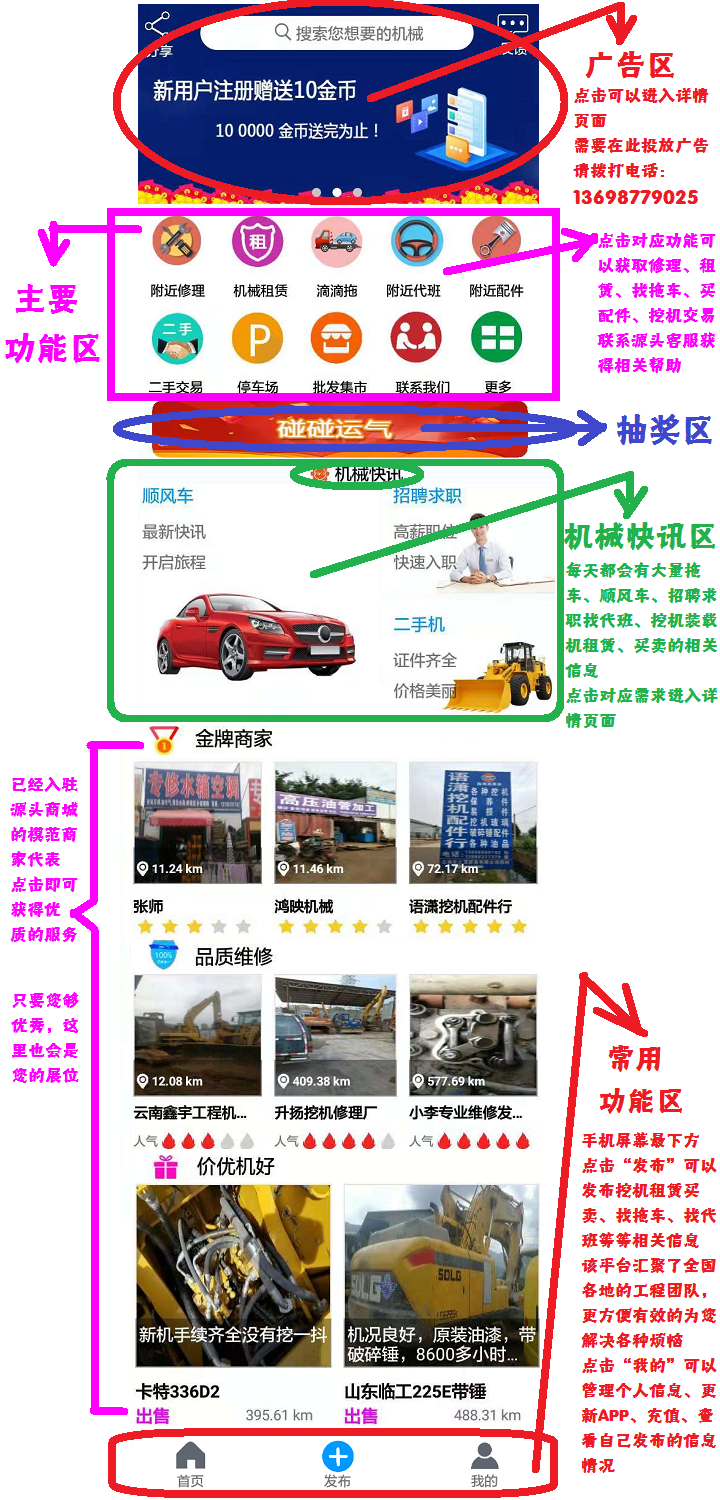 分享
搜索您想要的机械
反馈
新用户注册赠送10金币
10 0000 金币送完为止！
广告区
点击可以进入详情
页面
需要在此投放广告
请拨打电话：
13698779025
主要
功能区
附近修理
机械租赁
滴滴拖
附近代班
附近配件
租
二手
P
二手交易
停车场
批发集市
联系我们
更多
点击对应功能可
以获取修理、租
赁、找拖车、买
配件、挖机交易
联系源头客服获
得相关帮助
碰碰运气
抽奖区
机械快讯
顺风车
最新快讯
开启旅程
招聘求职
高薪职位
快速入职
二手机
证件齐全
价格美丽
机械快讯区
每天都会有大量拖
车、顺风车、招聘求
职找代班、挖机装载
机租赁、买卖的相关
信息
点击对应需求进入详
情页面
金牌商家
专修水箱空调
高压油管加工
语潇挖机配件行
各种挖机
保养件
易损件
挖机玻璃
破碎锤配件
各种油品
11.24 km
11.46 km
72.17 km
张师
鸿映机械
语潇挖机配件行
已经入驻
源头商城
的模范商
家代表
点击即可
获得优
质的服务
只要您够
优秀，这
里也会是
您的展位
100%
品质维修
12.08 km
409.38 km
577.69 km
云南鑫宇工程机...
升扬挖机修理厂
小李专业维修发...
人气
人气
人气
价优机好
SDLG
新机手续齐全没有挖一抖
机况良好，原装油漆，带
破碎锤，8600多小时...
卡特336D2
山东临工225E带锤
出售
395.61 km
出售
488.31 km
常用
功能区
手机屏幕最下方
点击“发布”可以
发布挖机租赁买
卖、找拖车、找代
班等等相关信息
该平台汇聚了全国
各地的工程团队，
更方便有效的为您
解决各种烦恼
点击“我的”可以
管理个人信息、更
新APP、充值、查
看自己发布的信息
情况
首页
发布
我的